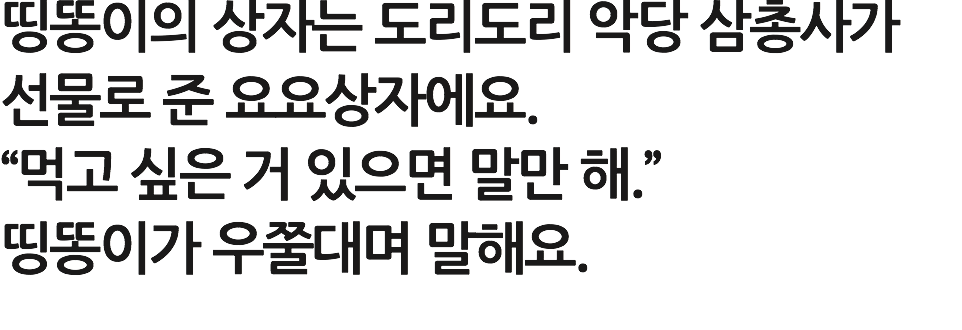 띵똥이의 상자는 도리도리 악당 삼총사가
선물로 준 요요상자에요.
“먹고 싶은 거 있으면 말만 해.”
띵똥이가 우쭐대며 말해요.